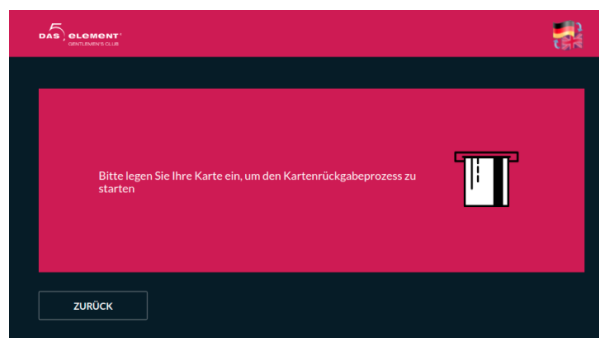 DAS 5. ELEMENT
GENTLEMEN'S CLUB
Bitte legen Sie Ihre Karte ein, um den Kartenrückgabeprozess zu
starten
ZURÜCK